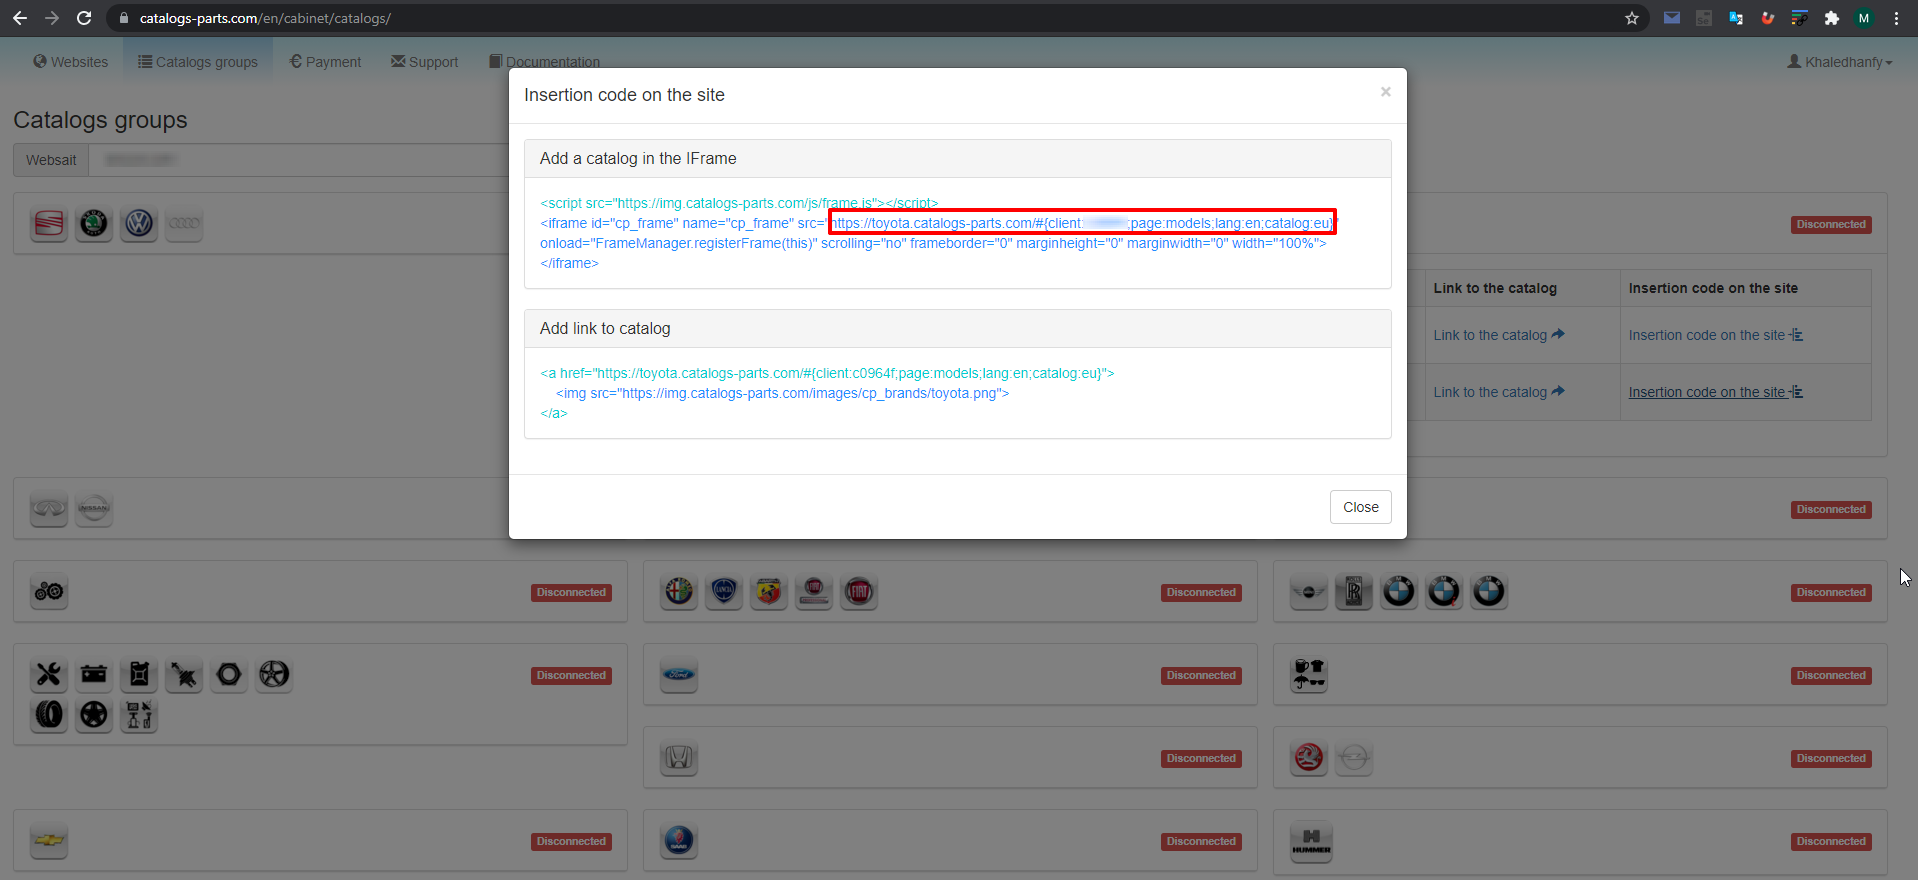 catalogs-parts.com/en/cabinet/catalogs/
M
Websites
Catalogs groups
€ Payment
Support
Documentation
Khaledhanfy
Insertion code on the site
×
Catalogs groups
Websait
Add a catalog in the IFrame
<script src="https://img.catalogs-parts.com/js/frame.js"></script>
<iframe id="cp_frame" name="cp_frame" src="https://toyota.catalogs-parts.com/#{client: ;page:models;lang:en;catalog:eu}"
onload="FrameManager.registerFrame(this)" scrolling="no" frameborder="0" marginheight="0" marginwidth="0" width="100%">
</iframe>
Disconnected
Link to the catalog
Insertion code on the site
Add link to catalog
Link to the catalog
Insertion code on the site
<a href="https://toyota.catalogs-parts.com/#{client:c0964f;page:models;lang:en;catalog:eu}">
<img src="https://img.catalogs-parts.com/images/cp_brands/toyota.png">
</a>
Link to the catalog
Insertion code on the site
Close
NISSAN
Disconnected
Disconnected
LANCIA
FIAT
Disconnected
Disconnected
Disconnected
Ford
Disconnected
Disconnected
Disconnected
Disconnected
Disconnected
SAAB
Disconnected
HUMMER
Disconnected